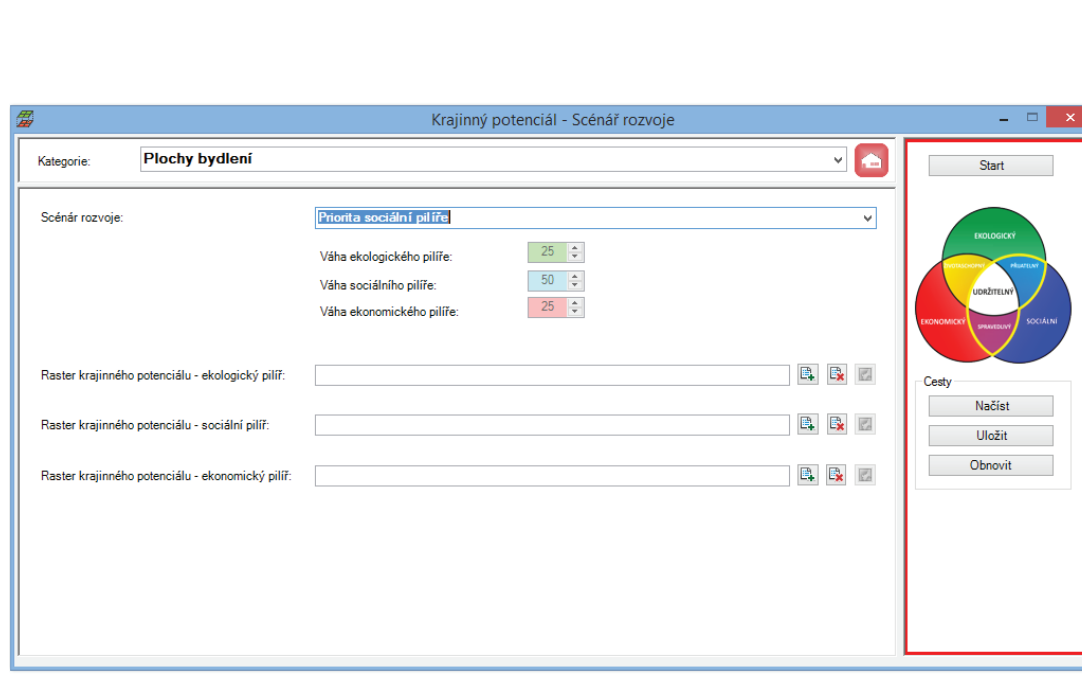 Krajinný potenciál - Scénář rozvoje
Kategorie:
Plochy bydlení
Scénár rozvoje:
Priorita sociální pilíře
Váha ekologického pilíře:
25
Váha sociálního pilíře:
50
Váha ekonomického pilíře:
25
Raster krajinného potenciálu - ekologický pilíř:
Raster krajinného potenciálu - sociální pilíř:
Raster krajinného potenciálu - ekonomický pilíř:
Start
EKOLOGICKÝ
PŘIJATELNÝ
UDRŽITELNÝ
EKONOMICKÝ
SPRAVEDLIVÝ
SOCIÁLNÍ
Cesty
Načíst
Uložit
Obnovit